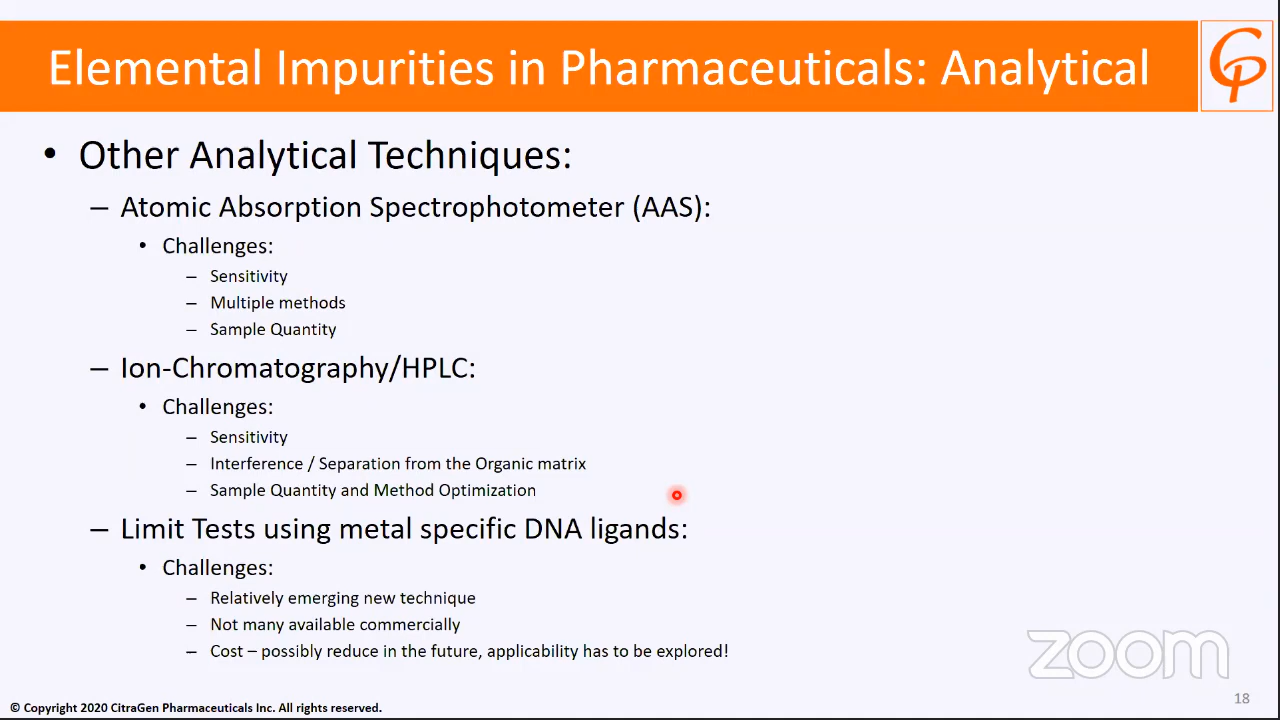 Elemental Impurities in Pharmaceuticals: Analytical
• Other Analytical Techniques:
– Atomic Absorption Spectrophotometer (AAS):
• Challenges:
– Sensitivity
– Multiple methods
– Sample Quantity
– Ion-Chromatography/HPLC:
• Challenges:
– Sensitivity
– Interference / Separation from the Organic matrix
– Sample Quantity and Method Optimization
– Limit Tests using metal specific DNA ligands:
• Challenges:
– Relatively emerging new technique
– Not many available commercially
– Cost – possibly reduce in the future, applicability has to be explored!
zoom
18
© Copyright 2020 CitraGen Pharmaceuticals Inc. All rights reserved.